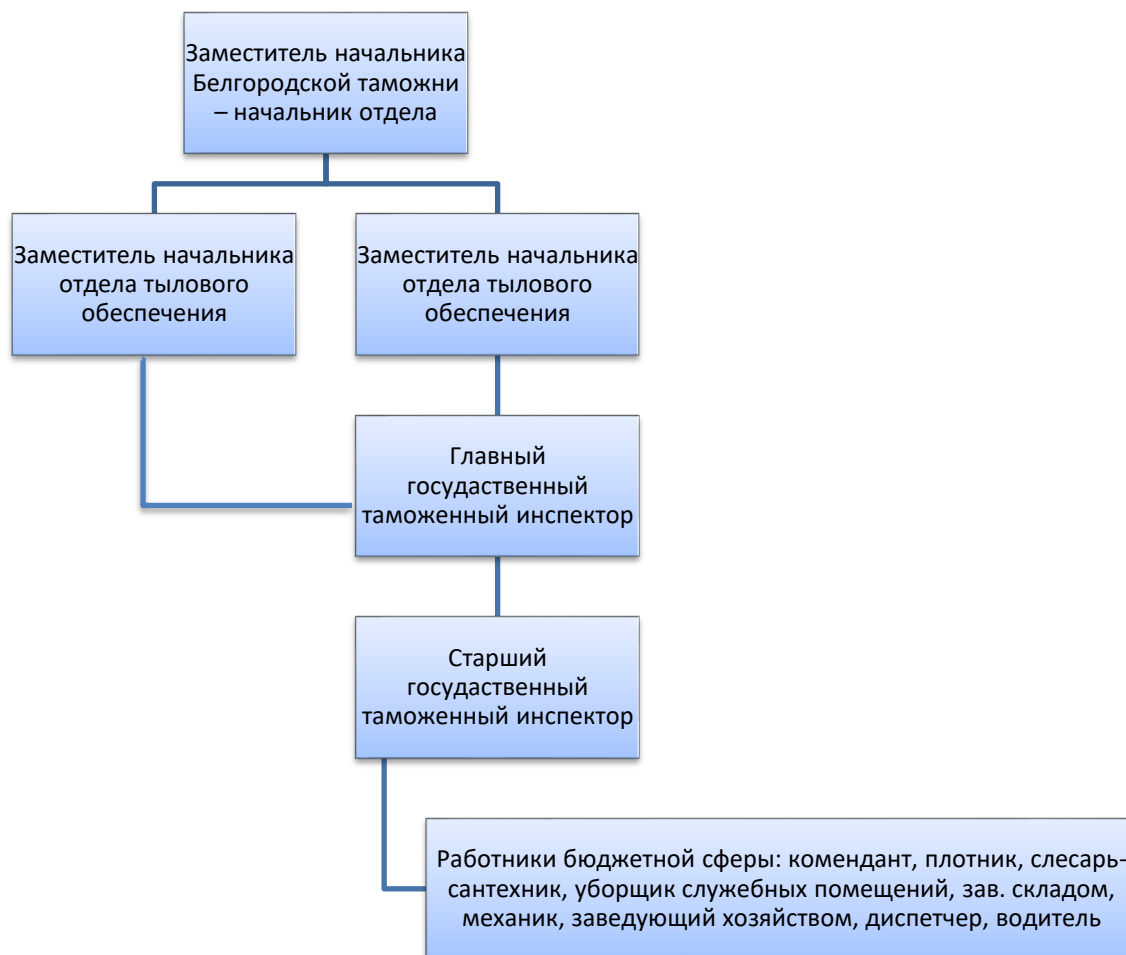 Заместитель начальника
Белгородской таможни
– начальник отдела
Заместитель начальника
отдела тылового
обеспечения
Заместитель начальника
отдела тылового
обеспечения
Главный
госудаственный
таможенный инспектор
Старший
госудаственный
таможенный инспектор
Работники бюджетной сферы: комендант, плотник, слесарь-
сантехник, уборщик служебных помещений, зав. складом,
механик, заведующий хозяйством, диспетчер, водитель